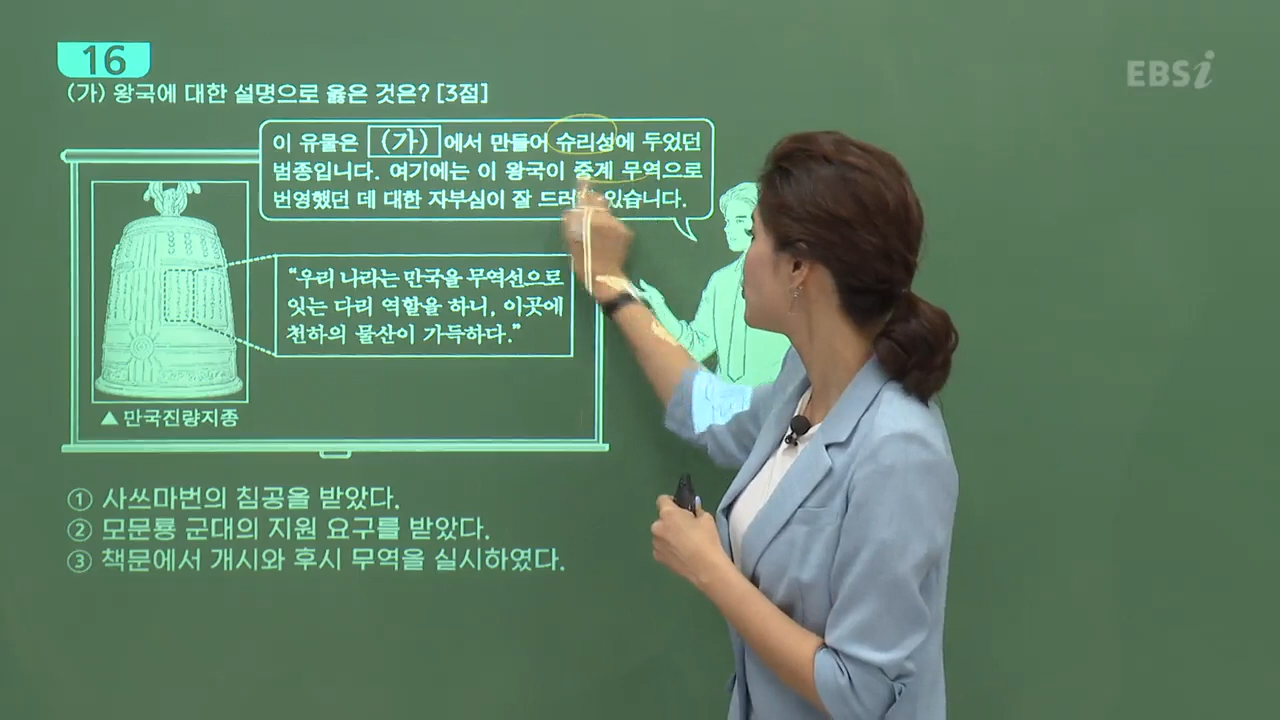 16
(가) 왕국에 대한 설명으로 옳은 것은? [3점]
EBSi
이 유물은 (가) 에서 만들어 슈리성에 두었던
범종입니다. 여기에는 이 왕국이 중계 무역으로
번영했던 데 대한 자부심이 잘 있습니다.
“우리 나라는 만국을 무역선으로
잇는 다리 역할을 하니, 이곳에
천하의 물산이 가득하다.”
▲ 만국진량지종
① 사쓰마번의 침공을 받았다.
② 모문룡 군대의 지원 요구를 받았다.
③ 책문에서 개시와 후시 무역을 실시하였다.